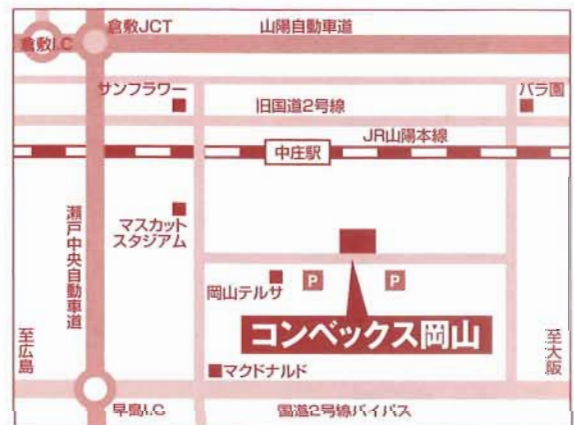 倉敷JCT
山陽自動車道
倉敷I.C
サンフラワー
旧国道2号線
バラ園
JR山陽本線
中庄駅
瀬戸中央自動車道
マスカット
スタジアム
岡山テルサ
P
P
コンベックス岡山
至広島
至大阪
マクドナルド
早島I.C
国道2号線バイパス